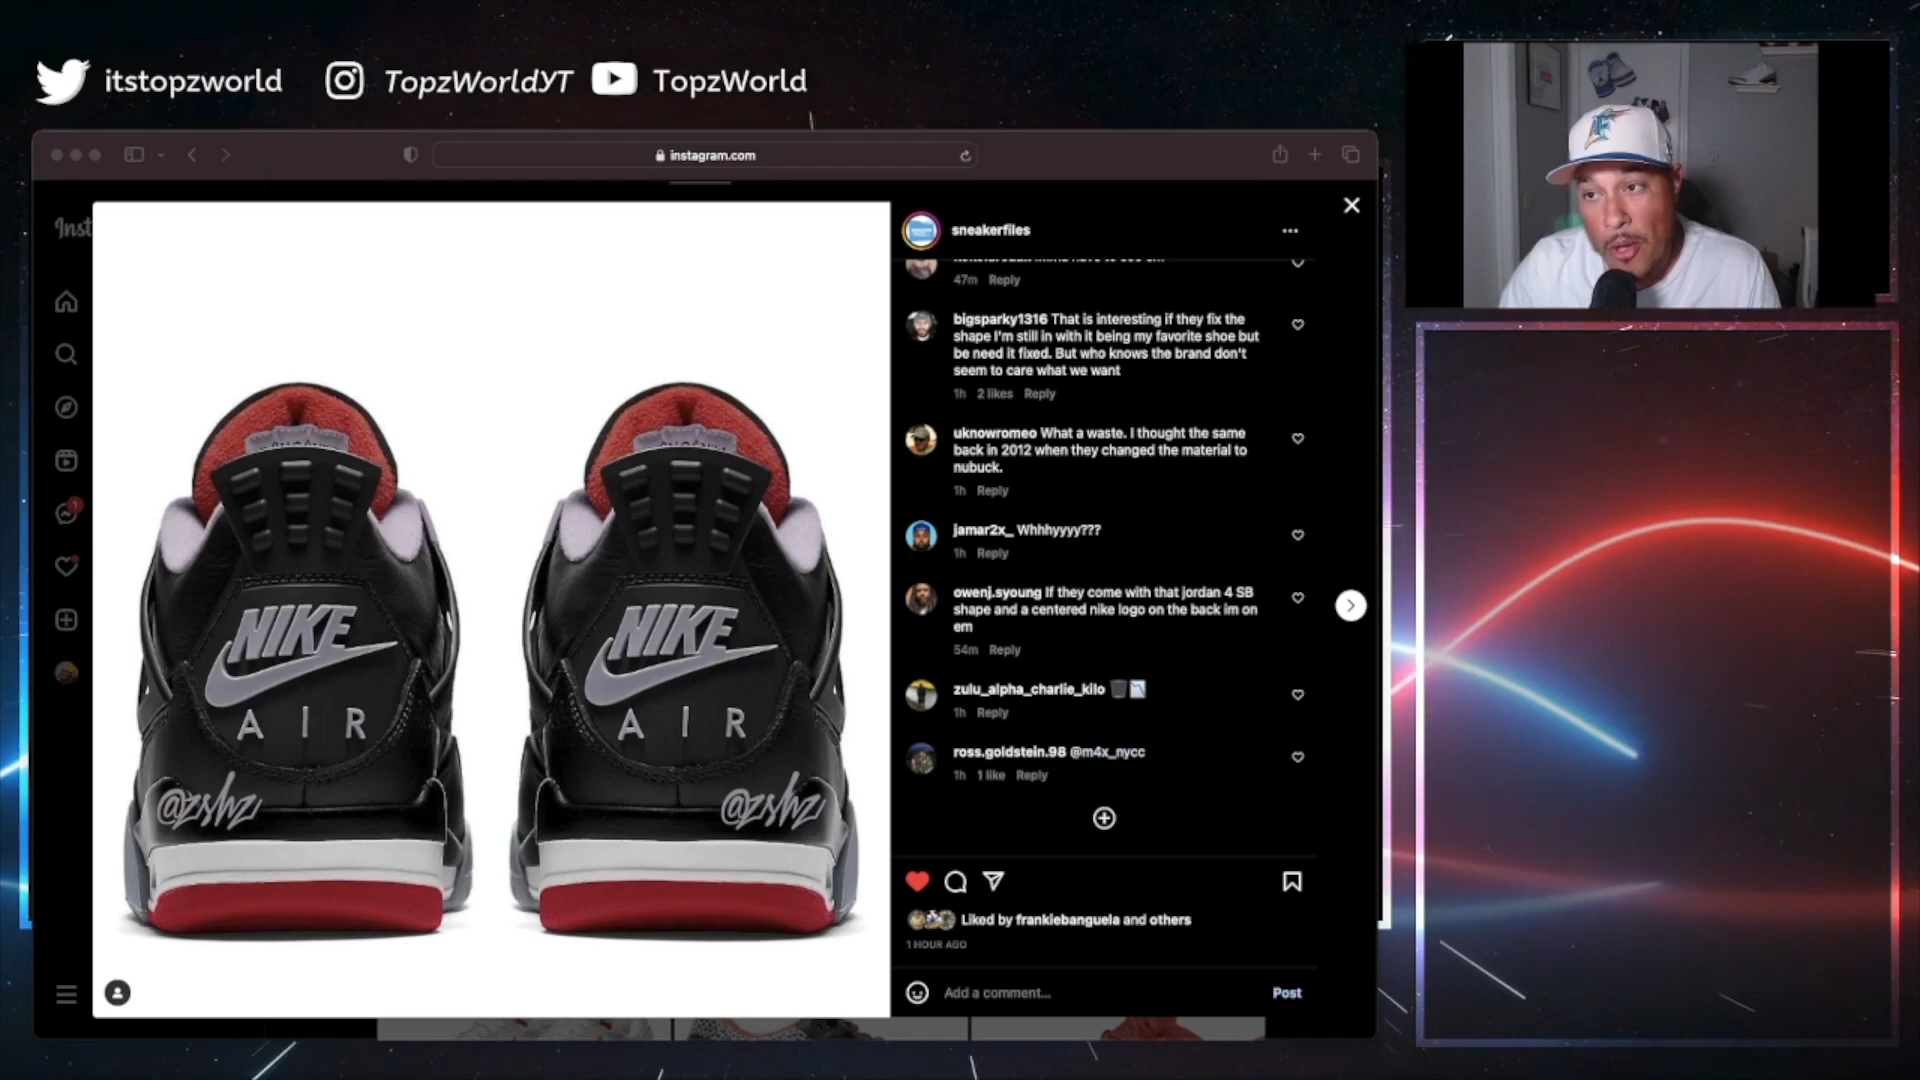 itstopzworld TopzWorldYT TopzWorld
instagram.com
Inst
sneakerfiles
47m Reply
bigsparky1316 That is interesting if they fix the
shape I'm still in with it being my favorite shoe but
be need it fixed. But who knows the brand don't
seem to care what we want
1h 2 likes Reply
uknowromeo What a waste. I thought the same
back in 2012 when they changed the material to
nubuck.
1h Reply
jamar2x_ Whhhyyyy???
1h Reply
owenj.syoung If they come with that jordan 4 SB
shape and a centered nike logo on the back im on
em
54m Reply
zulu_alpha_charlie_kilo
1h Reply
ross.goldstein.98 @m4x_nycc
1h 1 like Reply
Liked by frankiebanguela and others
1 HOUR AGO
Add a comment... Post
NIKE
AIR
@zshz
NIKE
AIR
@zshz
1
F